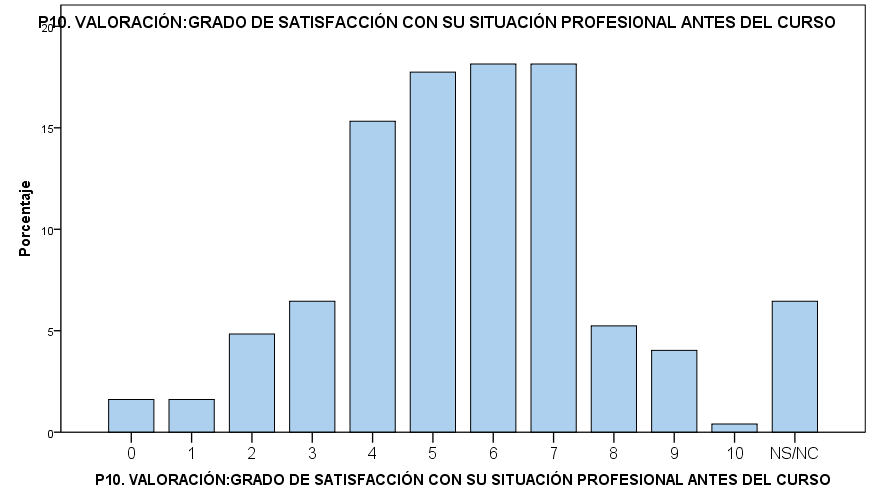 P10. VALORACIÓN:GRADO DE SATISFACCIÓN CON SU SITUACIÓN PROFESIONAL ANTES DEL CURSO
20
15
10
5
0
Porcentaje
0 1 2 3 4 5 6 7 8 9 10 NS/NC
P10. VALORACIÓN:GRADO DE SATISFACCIÓN CON SU SITUACIÓN PROFESIONAL ANTES DEL CURSO